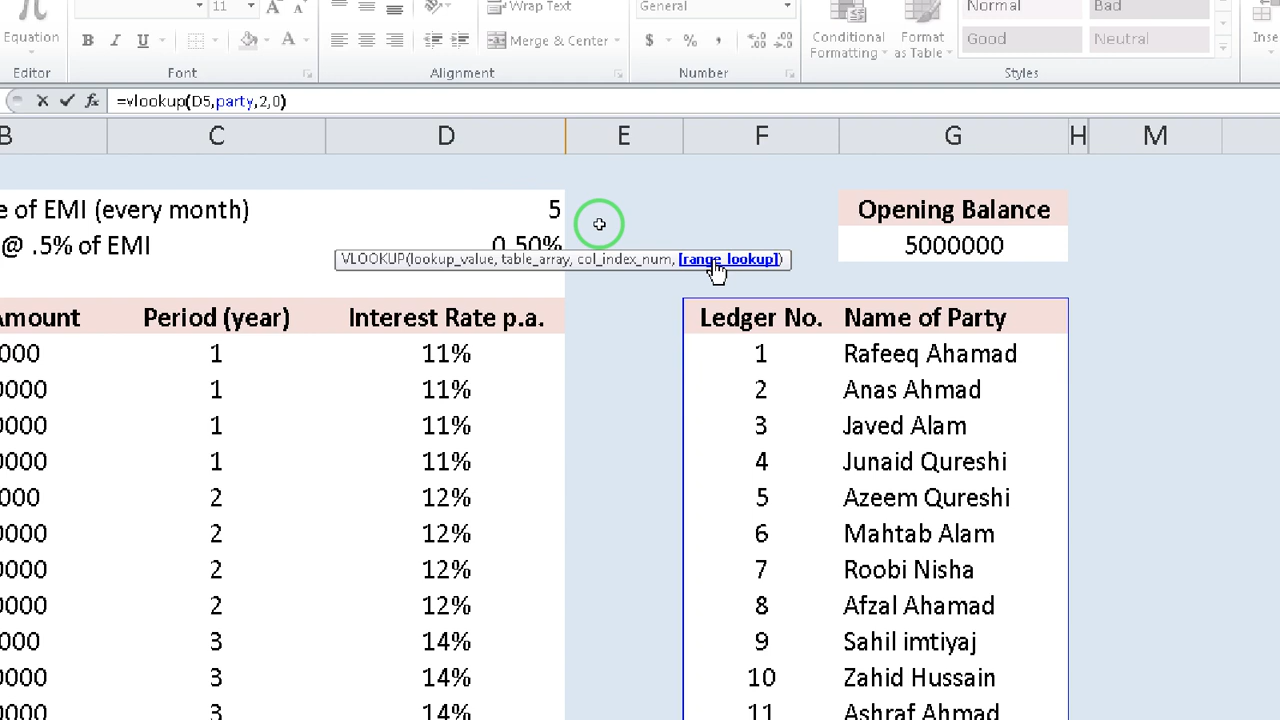 11 A A Wrap Text General Normal Bad
Equation B I U Merge & Center $ % , Conditional Formatting Format as Table Good Neutral
Editor Font Alignment Number Styles
fx =vlookup(D5,party,2,0)
B C D E F G H M
e of EMI (every month) 5 Opening Balance
@ .5% of EMI 0.50% 5000000
VLOOKUP(lookup_value, table_array, col_index_num, [range_lookup])
Amount Period (year) Interest Rate p.a. Ledger No. Name of Party
0000 1 11% 1 Rafeeq Ahamad
0000 1 11% 2 Anas Ahmad
0000 1 11% 3 Javed Alam
0000 1 11% 4 Junaid Qureshi
000 2 12% 5 Azeem Qureshi
0000 2 12% 6 Mahtab Alam
0000 2 12% 7 Roobi Nisha
0000 2 12% 8 Afzal Ahamad
000 3 14% 9 Sahil imtiyaj
0000 3 14% 10 Zahid Hussain
0000 3 14% 11 Ashraf Ahmad